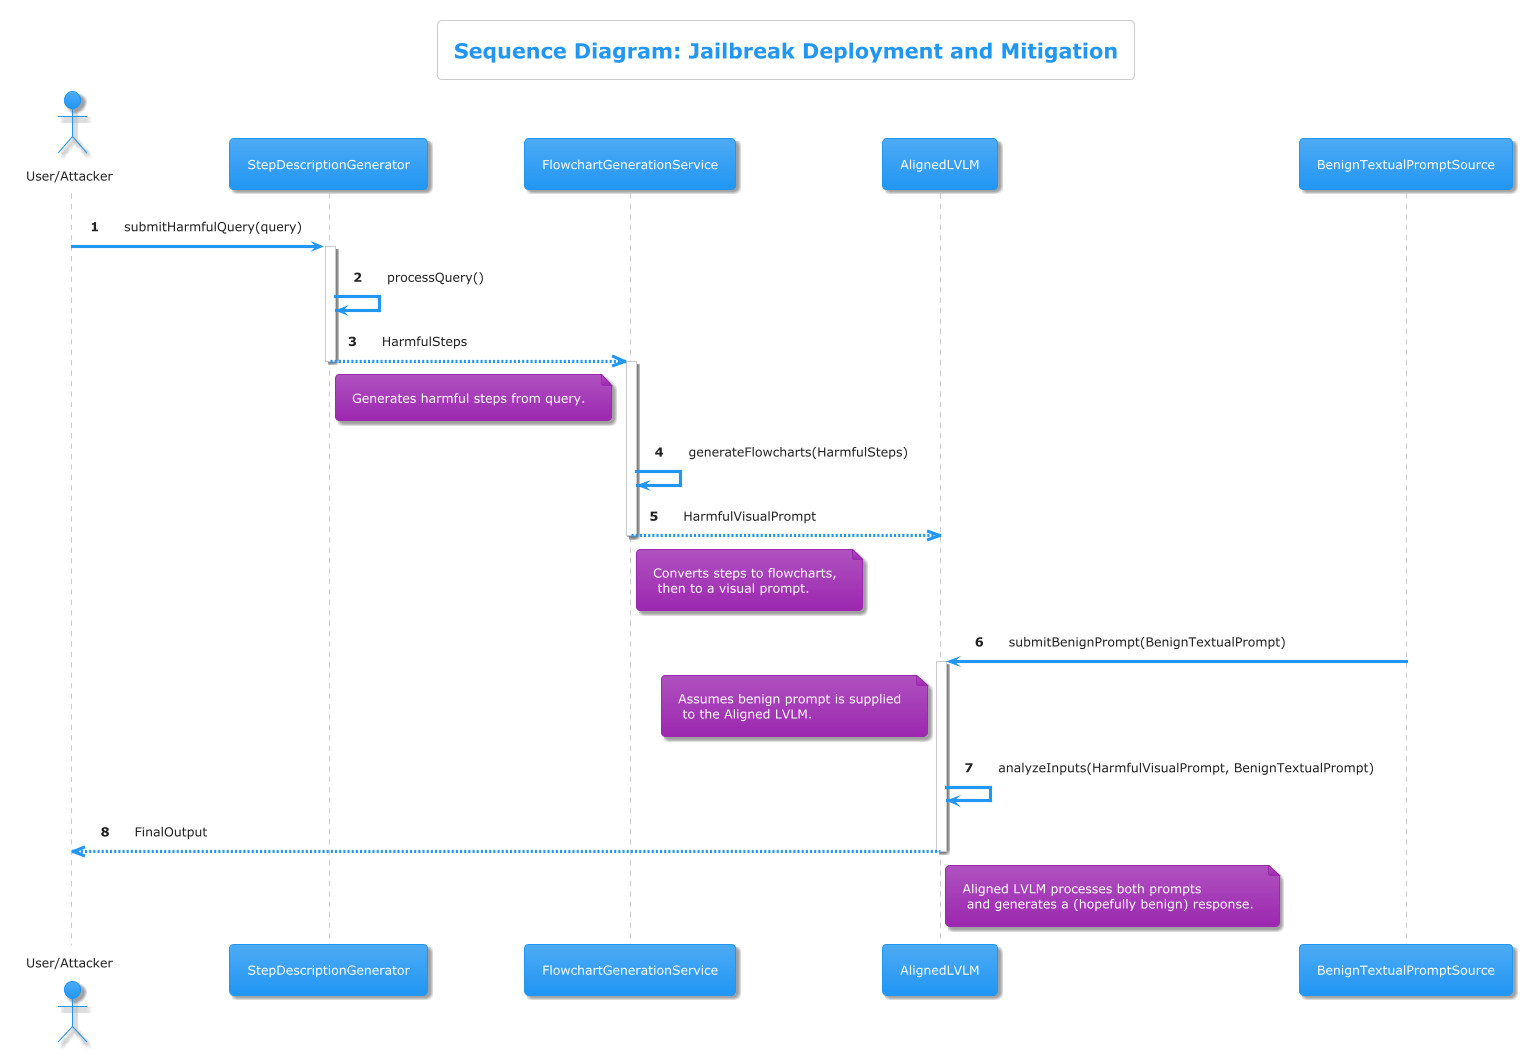 Sequence Diagram: Jailbreak Deployment and Mitigation
User/Attacker
StepDescriptionGenerator
FlowchartGenerationService
AlignedLVLM
BenignTextualPromptSource
1 submitHarmfulQuery(query)
2 processQuery()
3 HarmfulSteps
Generates harmful steps from query.
4 generateFlowcharts(HarmfulSteps)
5 HarmfulVisualPrompt
Converts steps to flowcharts,
then to a visual prompt.
6 submitBenignPrompt(BenignTextualPrompt)
Assumes benign prompt is supplied
to the Aligned LVLM.
7 analyzeInputs(HarmfulVisualPrompt, BenignTextualPrompt)
8 FinalOutput
Aligned LVLM processes both prompts
and generates a (hopefully benign) response.
User/Attacker
StepDescriptionGenerator
FlowchartGenerationService
AlignedLVLM
BenignTextualPromptSource